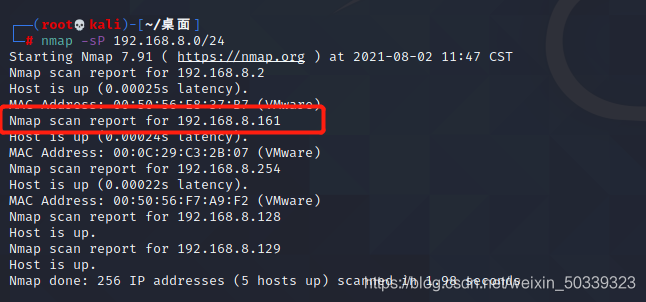 ┌──(root💀kali)-[~/桌面]
└─# nmap -sP 192.168.8.0/24
Starting Nmap 7.91 ( https://nmap.org ) at 2021-08-02 11:47 CST
Nmap scan report for 192.168.8.2
Host is up (0.00025s latency).
MAC Address: 00:50:56:E8:37:B7 (VMware)
Nmap scan report for 192.168.8.161
Host is up (0.00024s latency).
MAC Address: 00:0C:29:C3:2B:07 (VMware)
Nmap scan report for 192.168.8.254
Host is up (0.00022s latency).
MAC Address: 00:50:56:F7:A9:F2 (VMware)
Nmap scan report for 192.168.8.128
Host is up.
Nmap scan report for 192.168.8.129
Host is up.
Nmap done: 256 IP addresses (5 hosts up) scanned in 1.98 seconds
https://blog.csdn.net/weixin_50339323